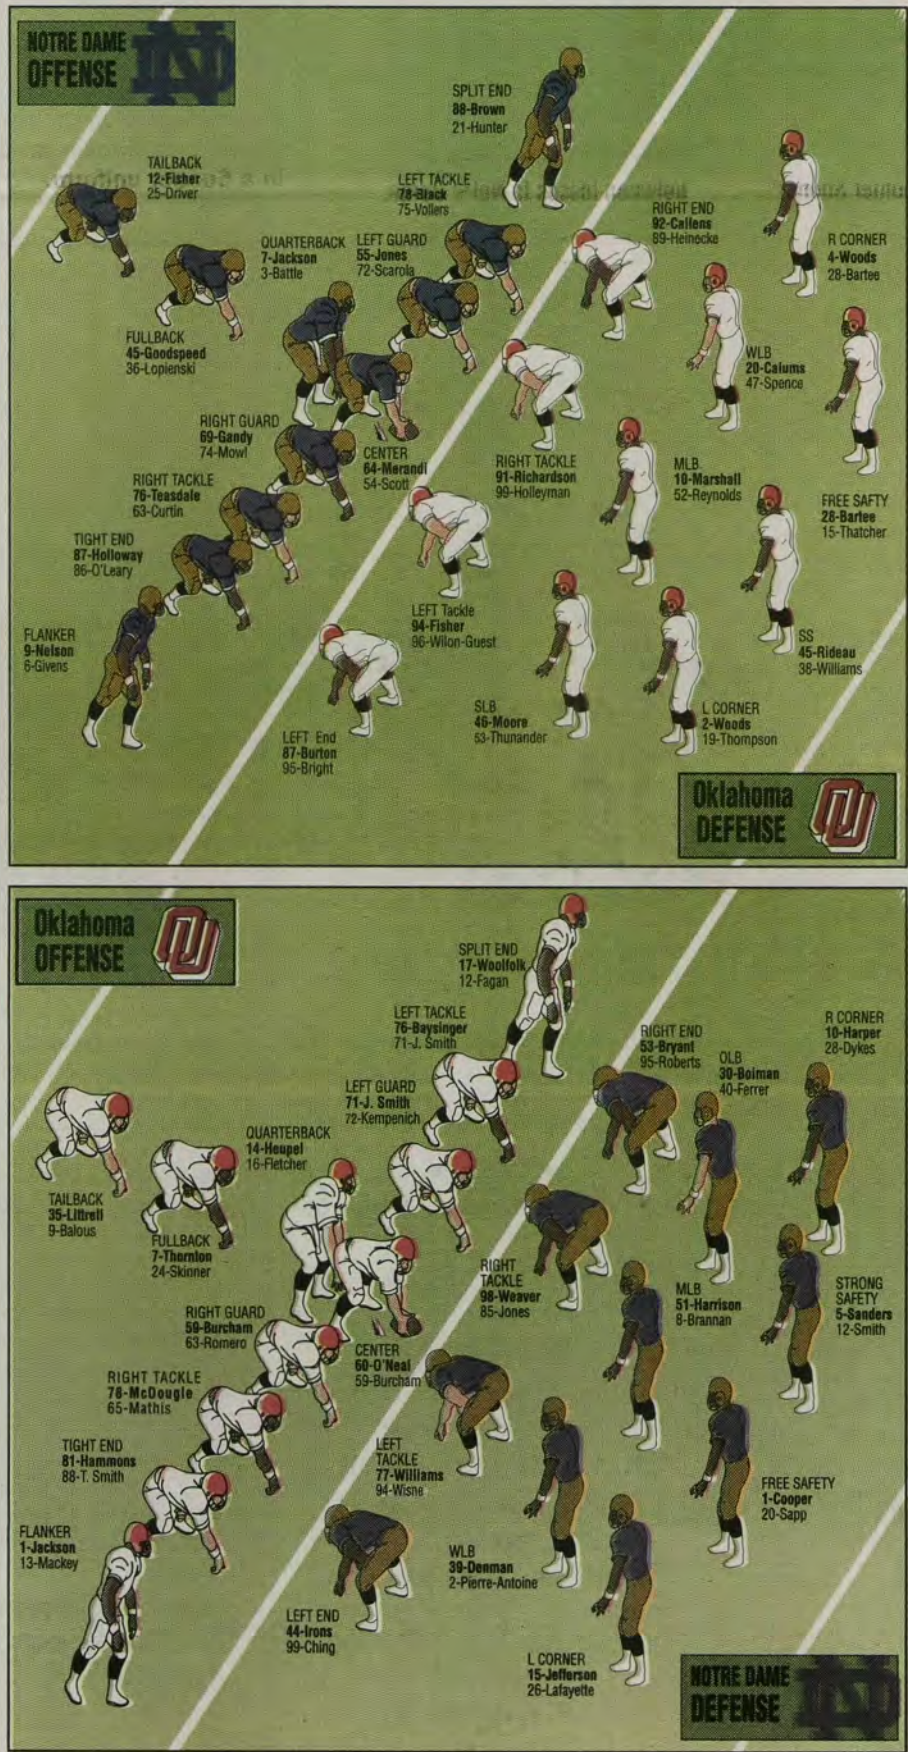 NOTRE DAME
OFFENSE
ND
SPLIT END
88-Brown
21-Hunter
TAILBACK
12-Fisher
25-Driver
LEFT TACKLE
78-Black
75-Vollers
RIGHT END
92-Callens
89-Heinecke
R CORNER
4-Woods
28-Bartee
QUARTERBACK
7-Jackson
3-Battle
LEFT GUARD
55-Jones
72-Scarola
FULLBACK
45-Goodspeed
36-Lopienski
WLB
20-Calums
47-Spence
RIGHT GUARD
69-Gandy
74-Mowl
CENTER
64-Merandi
54-Scott
RIGHT TACKLE
91-Richardson
99-Holleyman
MLB
10-Marshall
52-Reynolds
FREE SAFTY
28-Bartee
15-Thatcher
RIGHT TACKLE
76-Teasdale
63-Curtin
TIGHT END
87-Holloway
86-O'Leary
LEFT Tackle
94-Fisher
96-Wilon-Guest
FLANKER
9-Nelson
6-Givens
SS
45-Rideau
38-Williams
SLB
46-Moore
53-Thunander
L CORNER
2-Woods
19-Thompson
LEFT End
87-Burton
95-Bright
Oklahoma
DEFENSE
OU
Oklahoma
OFFENSE
OU
SPLIT END
17-Woolfolk
12-Fagan
LEFT TACKLE
76-Baysinger
71-J. Smith
RIGHT END
53-Bryant
95-Roberts
OLB
30-Boiman
40-Ferrer
R CORNER
10-Harper
28-Dykes
LEFT GUARD
71-J. Smith
72-Kempenich
QUARTERBACK
14-Heupel
16-Fletcher
TAILBACK
35-Littrell
9-Balous
FULLBACK
7-Thornton
24-Skinner
RIGHT
TACKLE
98-Weaver
85-Jones
MLB
51-Harrison
8-Brannan
STRONG
SAFETY
5-Sanders
12-Smith
RIGHT GUARD
59-Burcham
63-Romero
CENTER
60-O'Neal
59-Burcham
RIGHT TACKLE
78-McDougle
65-Mathis
TIGHT END
81-Hammons
88-T. Smith
LEFT
TACKLE
77-Williams
94-Wisne
FREE SAFETY
1-Cooper
20-Sapp
FLANKER
1-Jackson
13-Mackey
WLB
39-Denman
2-Pierre-Antoine
LEFT END
44-Irons
99-Ching
L CORNER
15-Jefferson
26-Lafayette
NOTRE DAME
DEFENSE
ND